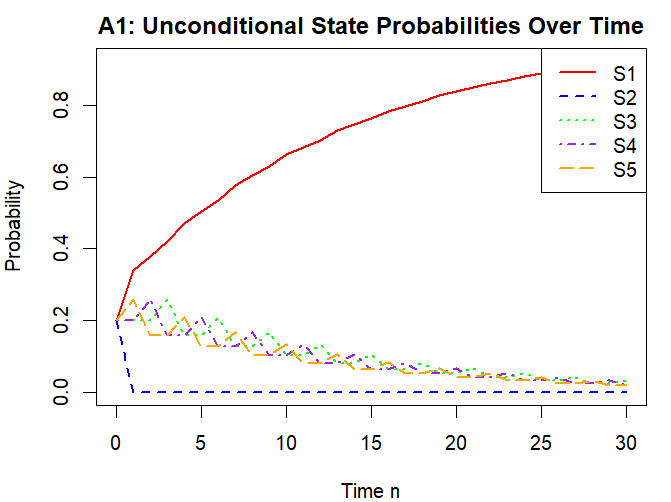 A1: Unconditional State Probabilities Over Time
S1
S2
S3
S4
S5
Probability
0.8
0.6
0.4
0.2
0.0
0 5 10 15 20 25 30
Time n